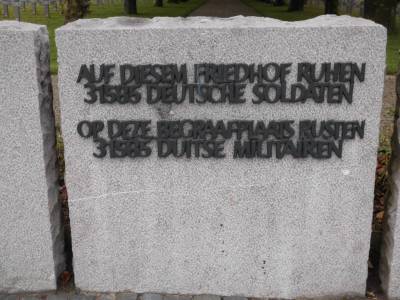 AUF DIESEM FRIEDHOF RUHEN
31585 DEUTSCHE SOLDATEN
OP DEZE BEGRAAFPLAATS RUSTEN
31585 DUITSE MILITAIREN